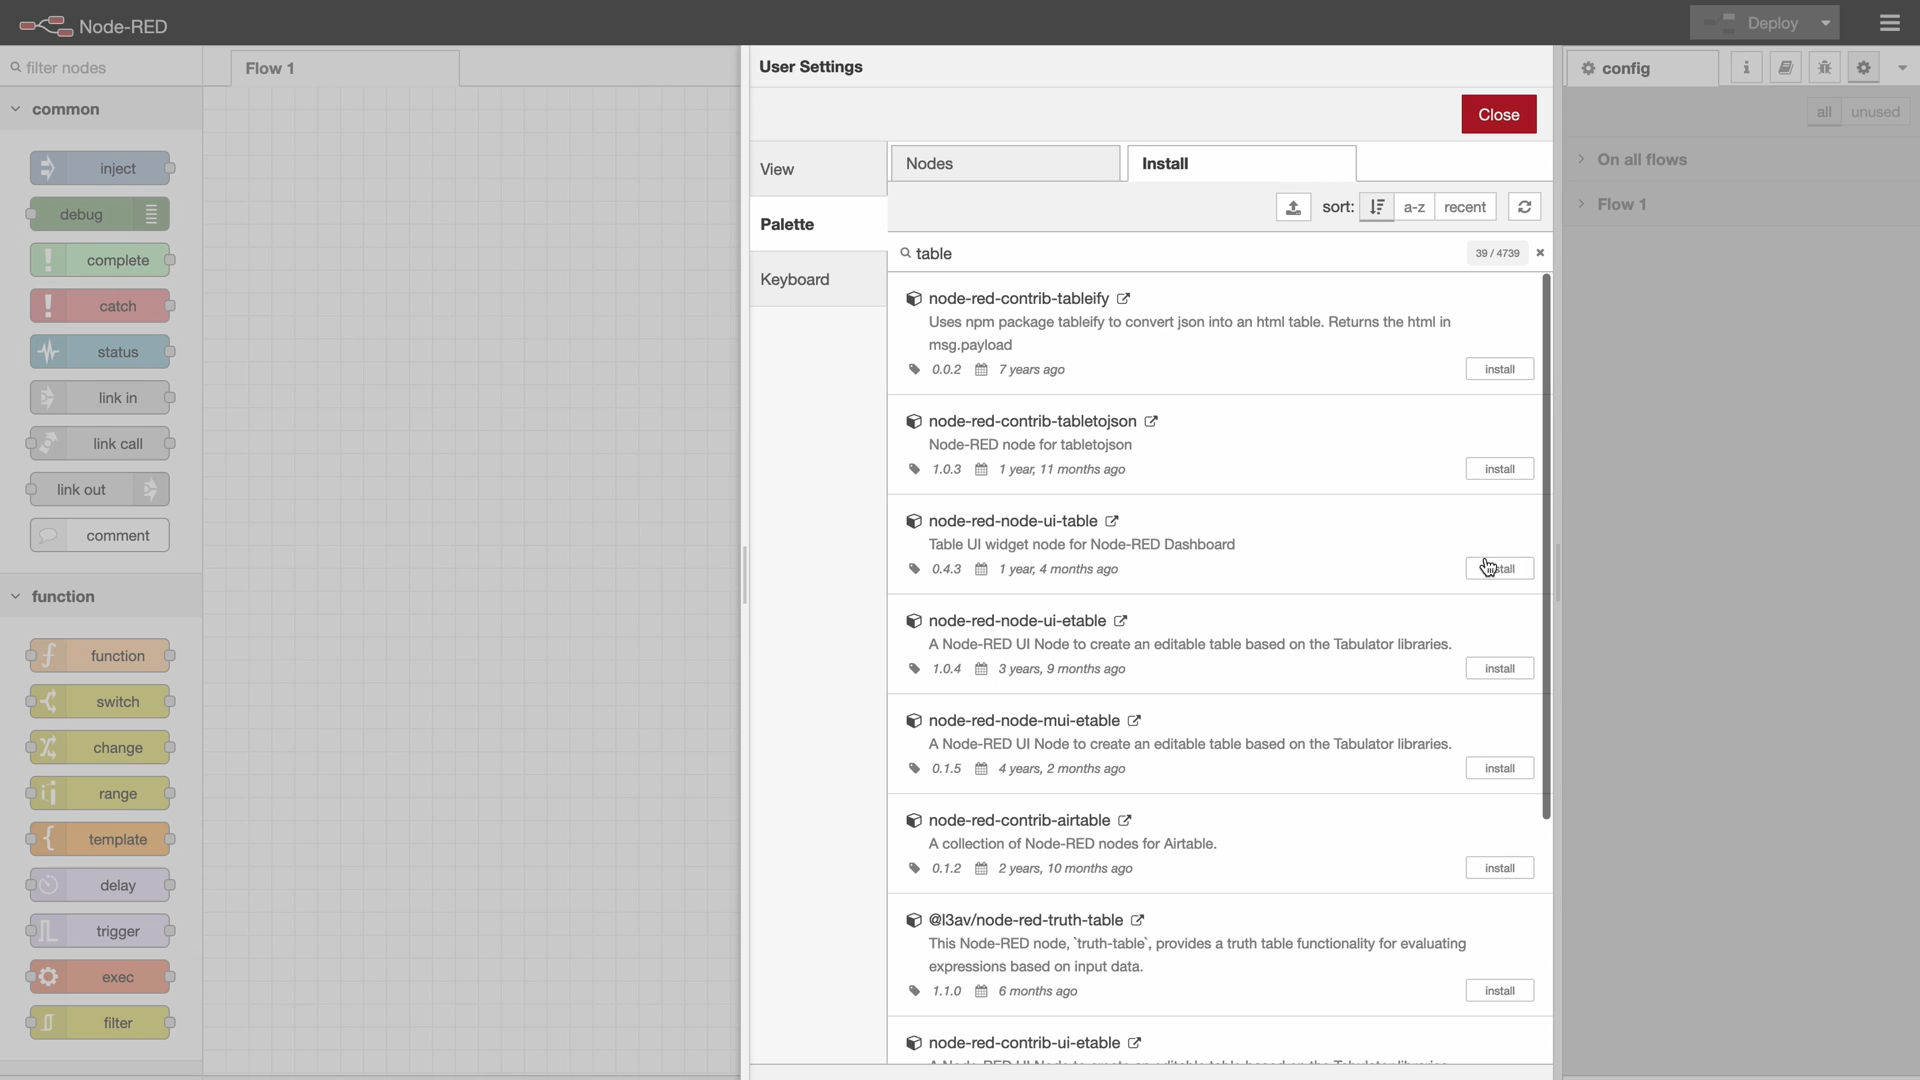 Node-RED
Deploy
filter nodes
Flow 1
common
inject
debug
complete
catch
status
link in
link call
link out
comment
function
function
switch
change
range
template
delay
trigger
exec
filter
User Settings
Close
View
Palette
Keyboard
Nodes
Install
sort:
a-z
recent
table
39 / 4739
node-red-contrib-tableify
Uses npm package tableify to convert json into an html table. Returns the html in
msg.payload
0.0.2 7 years ago
install
node-red-contrib-tabletojson
Node-RED node for tabletojson
1.0.3 1 year, 11 months ago
install
node-red-node-ui-table
Table UI widget node for Node-RED Dashboard
0.4.3 1 year, 4 months ago
node-red-node-ui-etable
A Node-RED UI Node to create an editable table based on the Tabulator libraries.
1.0.4 3 years, 9 months ago
install
node-red-node-mui-etable
A Node-RED UI Node to create an editable table based on the Tabulator libraries.
0.1.5 4 years, 2 months ago
install
node-red-contrib-airtable
A collection of Node-RED nodes for Airtable.
0.1.2 2 years, 10 months ago
install
@l3av/node-red-truth-table
This Node-RED node, `truth-table`, provides a truth table functionality for evaluating
expressions based on input data.
1.1.0 6 months ago
install
node-red-contrib-ui-etable
config
all unused
On all flows
Flow 1